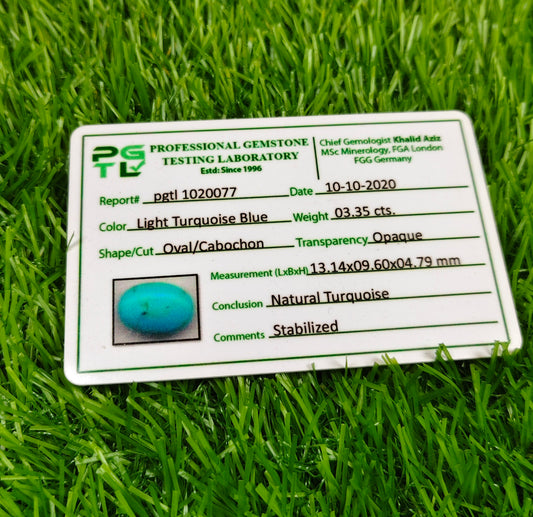 PGTL
PROFESSIONAL GEMSTONE
TESTING LABORATORY
Estd: Since 1996
Chief Gemologist Khalid Aziz
MSc Minerology, FGA London
FGG Germany
Report# pgtl 1020077 Date 10-10-2020
Color Light Turquoise Blue Weight 03.35 cts.
Shape/Cut Oval/Cabochon Transparency Opaque
Measurement (LxBxH) 13.14x09.60x04.79 mm
Conclusion Natural Turquoise
Comments Stabilized